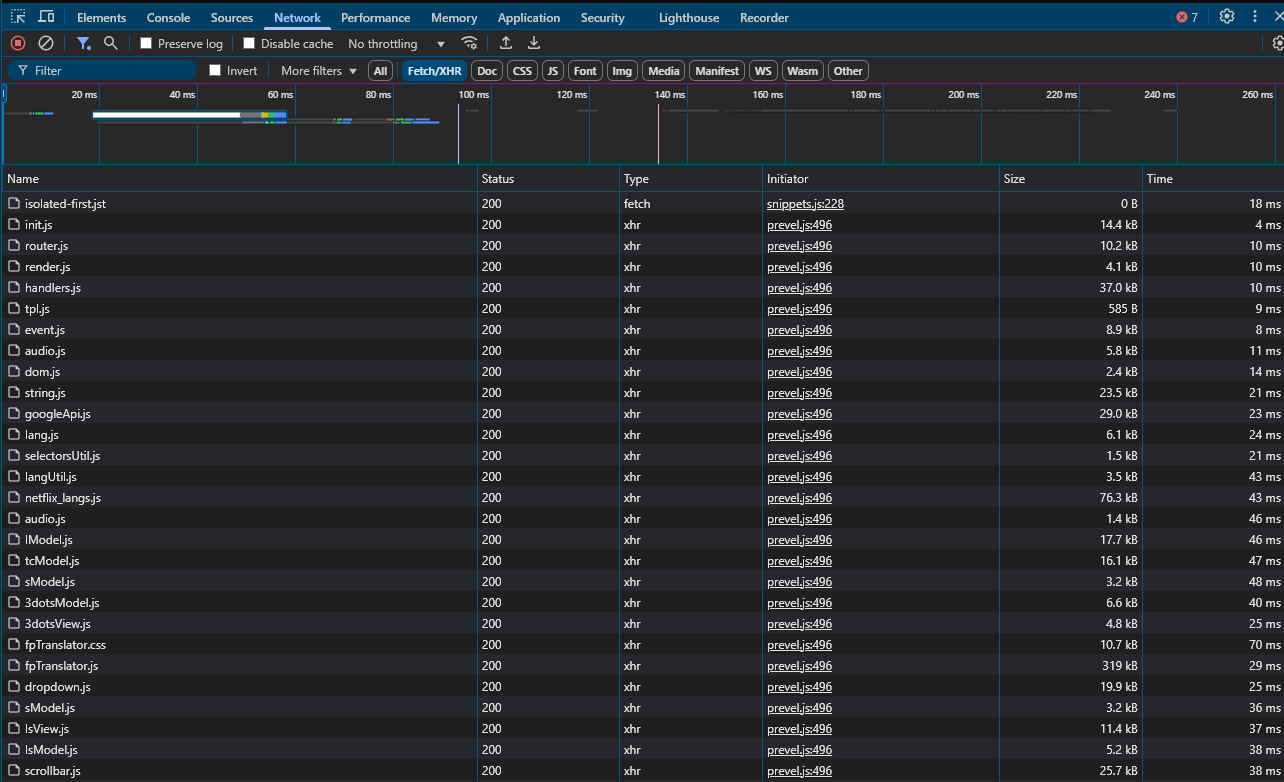 Elements Console Sources Network Performance Memory Application Security Lighthouse Recorder 7
Preserve log Disable cache No throttling
Filter Invert More filters All Fetch/XHR Doc CSS JS Font Img Media Manifest WS Wasm Other
20 ms 40 ms 60 ms 80 ms 100 ms 120 ms 140 ms 160 ms 180 ms 200 ms 220 ms 240 ms 260 ms
Name Status Type Initiator Size Time
isolated-first.jst 200 fetch snippets.js:228 0 B 18 ms
init.js 200 xhr prevel.js:496 14.4 kB 4 ms
router.js 200 xhr prevel.js:496 10.2 kB 10 ms
render.js 200 xhr prevel.js:496 4.1 kB 10 ms
handlers.js 200 xhr prevel.js:496 37.0 kB 10 ms
tpl.js 200 xhr prevel.js:496 585 B 9 ms
event.js 200 xhr prevel.js:496 8.9 kB 8 ms
audio.js 200 xhr prevel.js:496 5.8 kB 11 ms
dom.js 200 xhr prevel.js:496 2.4 kB 14 ms
string.js 200 xhr prevel.js:496 23.5 kB 21 ms
googleApi.js 200 xhr prevel.js:496 29.0 kB 23 ms
lang.js 200 xhr prevel.js:496 6.1 kB 24 ms
selectorsUtil.js 200 xhr prevel.js:496 1.5 kB 21 ms
langUtil.js 200 xhr prevel.js:496 3.5 kB 43 ms
netflix_langs.js 200 xhr prevel.js:496 76.3 kB 43 ms
audio.js 200 xhr prevel.js:496 1.4 kB 46 ms
lModel.js 200 xhr prevel.js:496 17.7 kB 46 ms
tcModel.js 200 xhr prevel.js:496 16.1 kB 47 ms
sModel.js 200 xhr prevel.js:496 3.2 kB 48 ms
3dotsModel.js 200 xhr prevel.js:496 6.6 kB 40 ms
3dotsView.js 200 xhr prevel.js:496 4.8 kB 25 ms
fpTranslator.css 200 xhr prevel.js:496 10.7 kB 70 ms
fpTranslator.js 200 xhr prevel.js:496 319 kB 29 ms
dropdown.js 200 xhr prevel.js:496 19.9 kB 25 ms
sModel.js 200 xhr prevel.js:496 3.2 kB 36 ms
lsView.js 200 xhr prevel.js:496 11.4 kB 37 ms
lsModel.js 200 xhr prevel.js:496 5.2 kB 38 ms
scrollbar.js 200 xhr prevel.js:496 25.7 kB 38 ms